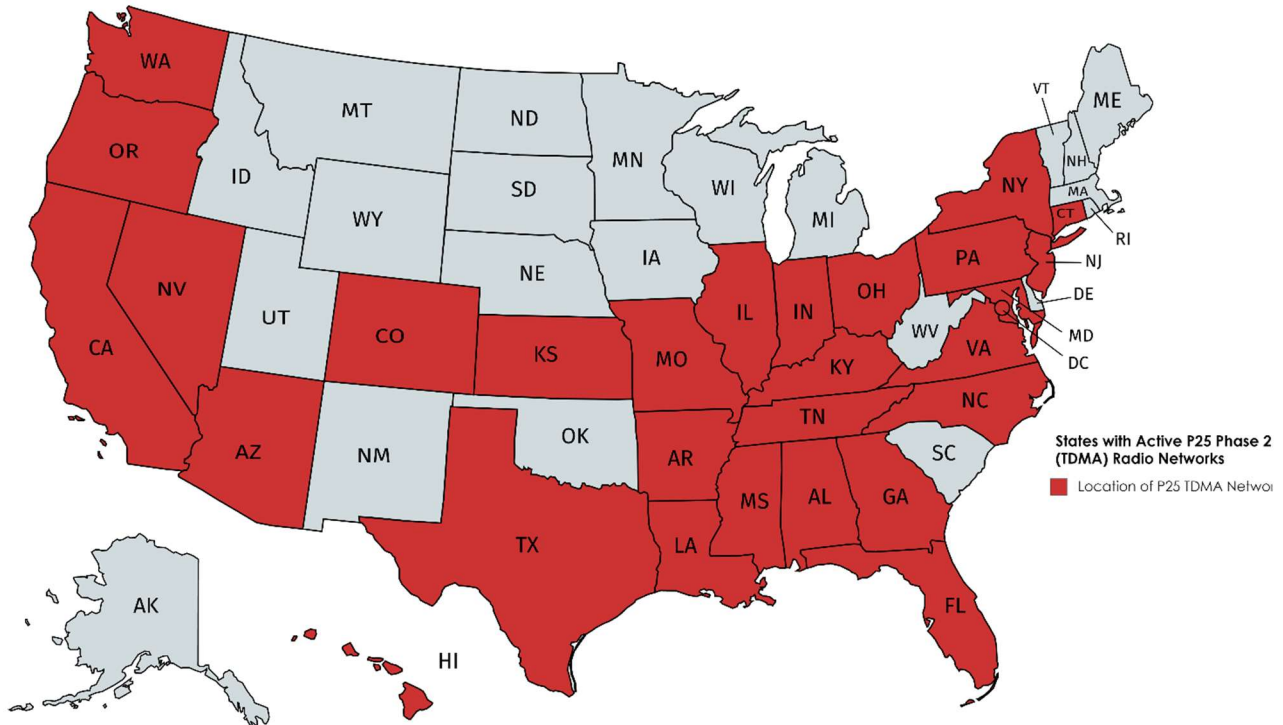 WA
MT
ND
MN
VT
ME
OR
ID
SD
WI
MI
NH
NY
MA
CT
RI
WY
NE
IA
PA
NJ
NV
UT
CO
KS
MO
IL
IN
OH
WV
VA
DE
MD
DC
CA
KY
AZ
NM
OK
AR
TN
NC
SC
TX
LA
MS
AL
GA
States with Active P25 Phase 2
(TDMA) Radio Networks
Location of P25 TDMA Networ
AK
HI
FL